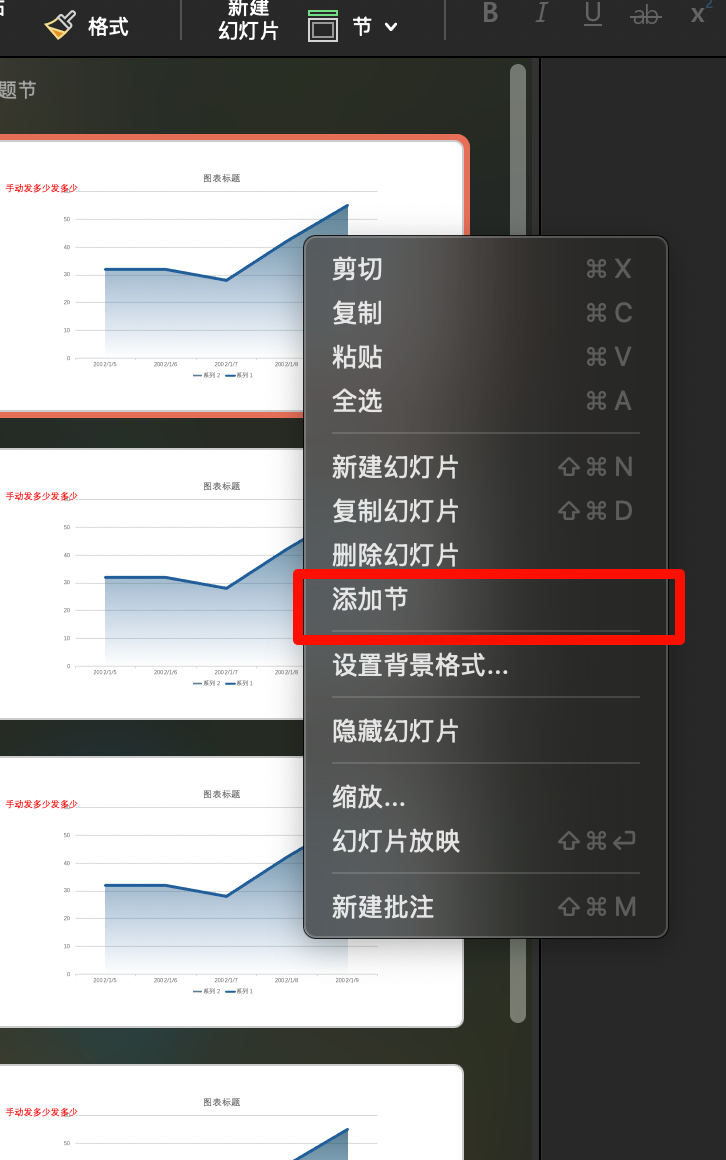 格式
新建
幻灯片
节
B I U ab x²
题节
图表标题
手动发多少发多少
50
40
30
20
10
0
2002/1/5 2002/1/6 2002/1/7 2002/1/8
系列 2 系列 1
剪切 ⌘ X
复制 ⌘ C
粘贴 ⌘ V
全选 ⌘ A
新建幻灯片 ⇧ ⌘ N
复制幻灯片 ⇧ ⌘ D
删除幻灯片
添加节
设置背景格式...
隐藏幻灯片
缩放...
幻灯片放映 ⇧ ⌘ ↩
新建批注 ⇧ ⌘ M
图表标题
手动发多少发多少
50
40
30
20
10
0
2002/1/5 2002/1/6 2002/1/7 2002/1/8
系列 2 系列 1
图表标题
手动发多少发多少
50
40
30
20
10
0
2002/1/5 2002/1/6 2002/1/7 2002/1/8 2002/1/9
系列 2 系列 1
图表标题
手动发多少发多少
50